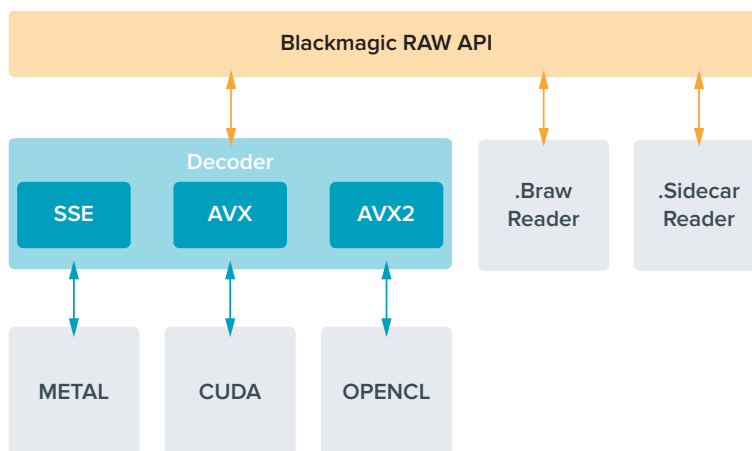 Blackmagic RAW API
Decoder
SSE
AVX
AVX2
.Braw
Reader
.Sidecar
Reader
METAL
CUDA
OPENCL